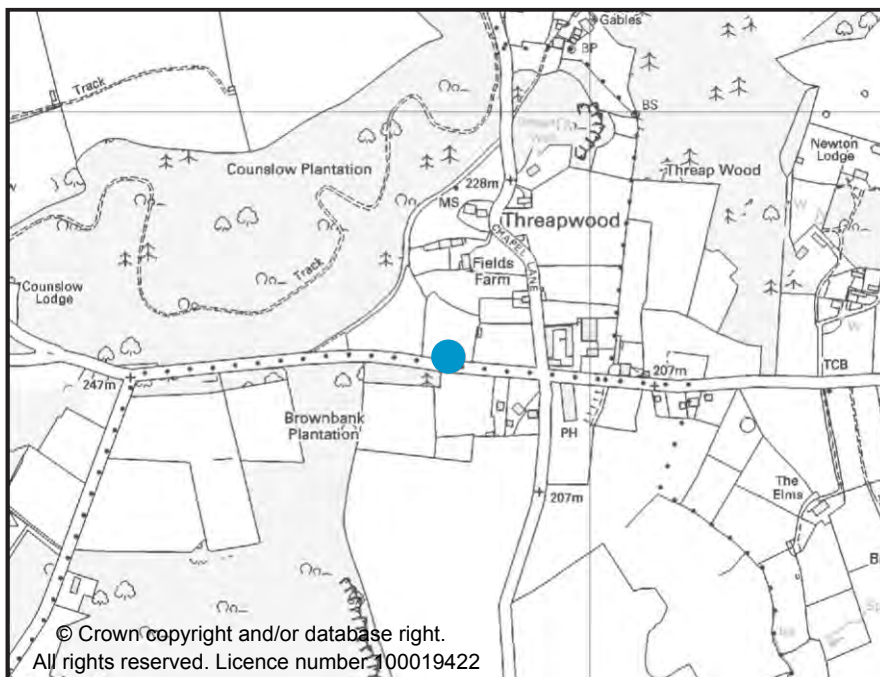 Gables
BP
Track
BS
Counslow Plantation
Threap Wood
Newton
Lodge
228m
MS
W
Threapwood
CHAPEL LANE
Fields
Farm
Track
Counslow
Lodge
W
247m
207m
TCB
Brownbank
Plantation
PH
207m
The
Elms
© Crown copyright and/or database right.
All rights reserved. Licence number 100019422